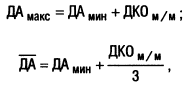 ДА макс = ДА мин + ДКО м/м ;
ДА = ДА мин + ДКО м/м / 3 ,